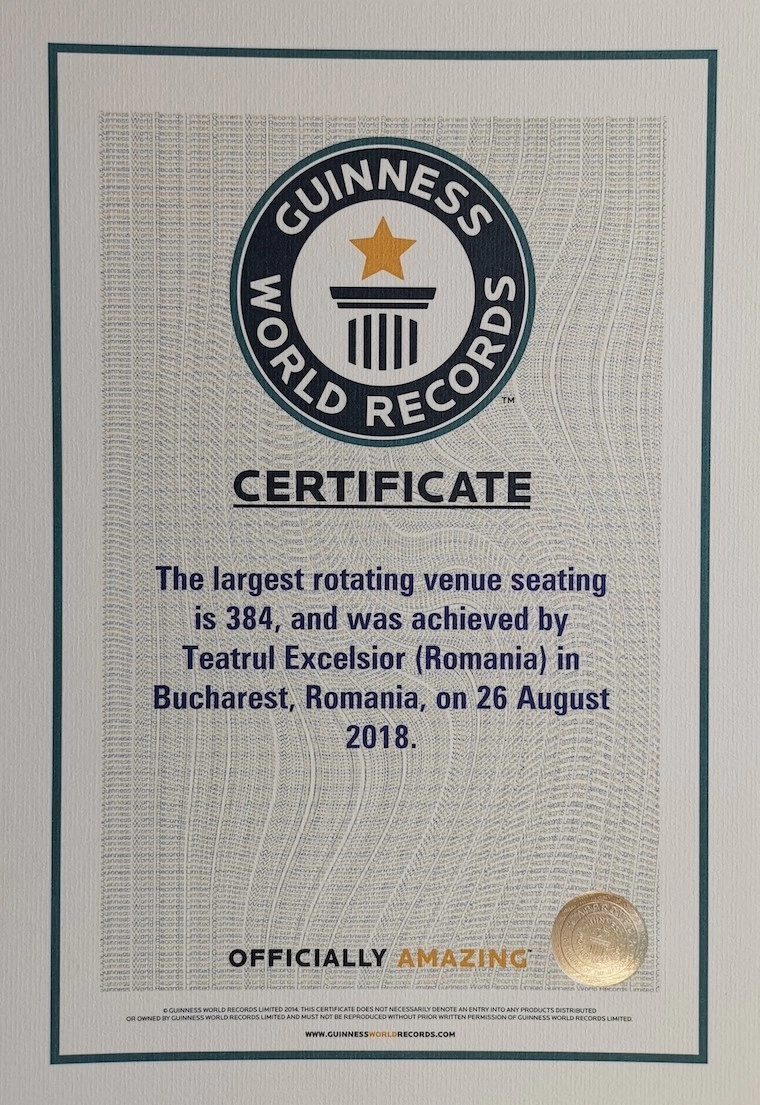 GUINNESS
WORLD RECORDS
TM
CERTIFICATE
The largest rotating venue seating
is 384, and was achieved by
Teatrul Excelsior (Romania) in
Bucharest, Romania, on 26 August
2018.
OFFICIALLY AMAZING
© GUINNESS WORLD RECORDS LIMITED 2014. THIS CERTIFICATE DOES NOT NECESSARILY DENOTE AN ENTRY INTO ANY PRODUCTS DISTRIBUTED
OR OWNED BY GUINNESS WORLD RECORDS LIMITED AND MUST NOT BE REPRODUCED WITHOUT PRIOR WRITTEN PERMISSION OF GUINNESS WORLD RECORDS LIMITED.
WWW.GUINNESSWORLDRECORDS.COM